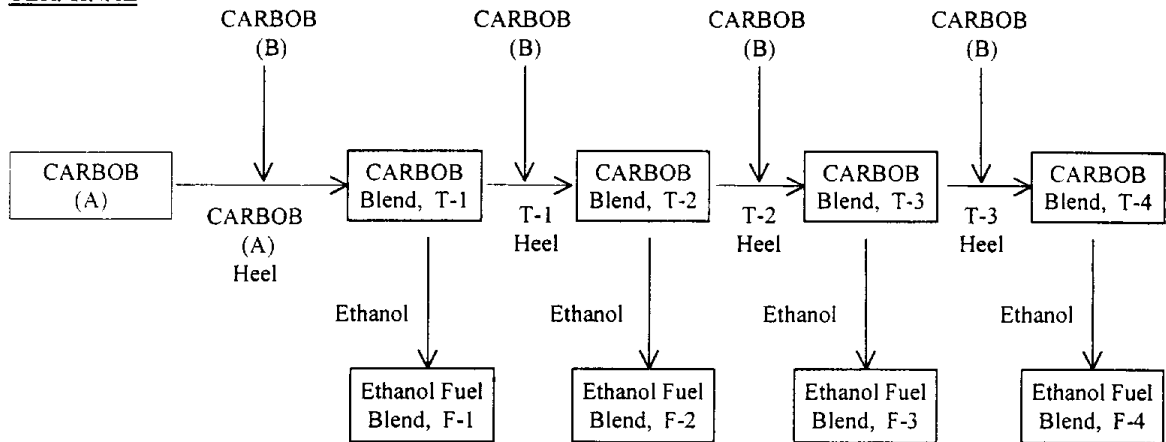 CARBOB
(B)
CARBOB
(B)
CARBOB
(B)
CARBOB
(B)
CARBOB
(A)
CARBOB
(A)
Heel
CARBOB
Blend, T-1
T-1
Heel
CARBOB
Blend, T-2
T-2
Heel
CARBOB
Blend, T-3
T-3
Heel
CARBOB
Blend, T-4
Ethanol
Ethanol
Ethanol
Ethanol
Ethanol Fuel
Blend, F-1
Ethanol Fuel
Blend, F-2
Ethanol Fuel
Blend, F-3
Ethanol Fuel
Blend, F-4